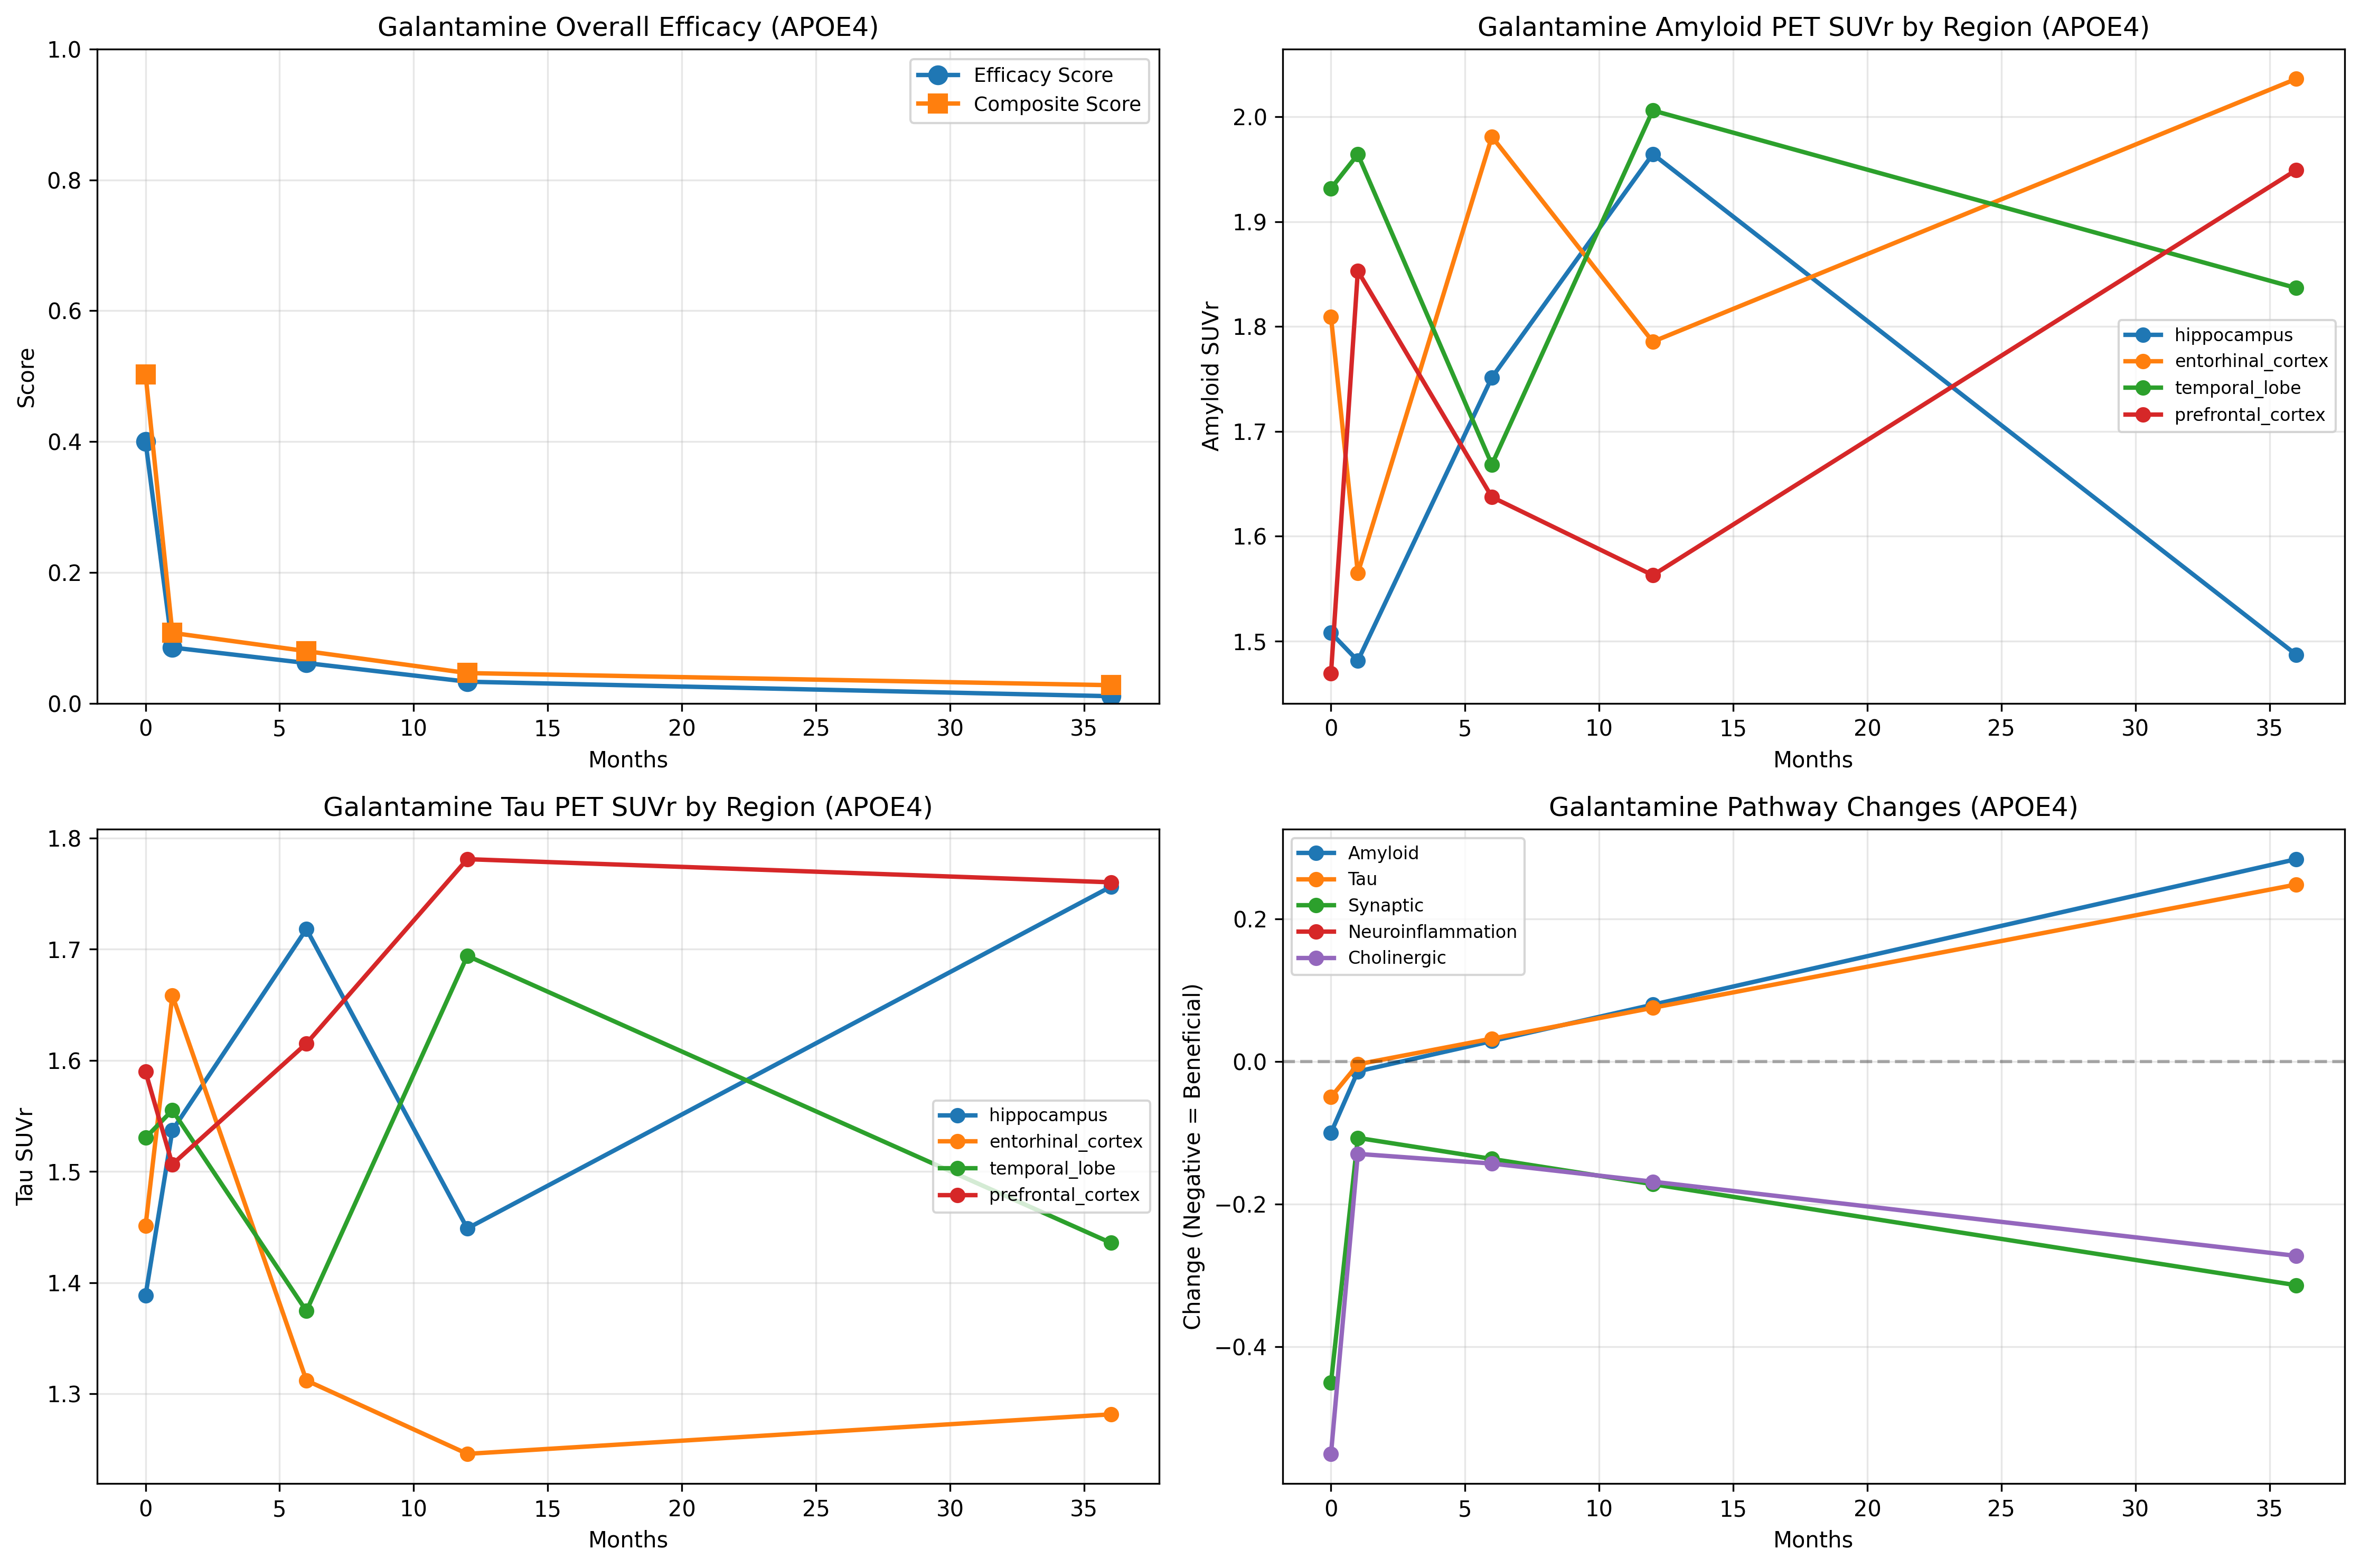 Galantamine Overall Efficacy (APOE4)
1.0
0.8
0.6
0.4
0.2
0.0
Score
Efficacy Score
Composite Score
0 5 10 15 20 25 30 35
Months
Galantamine Amyloid PET SUVr by Region (APOE4)
2.0
1.9
1.8
1.7
1.6
1.5
Amyloid SUVr
hippocampus
entorhinal_cortex
temporal_lobe
prefrontal_cortex
0 5 10 15 20 25 30 35
Months
Galantamine Tau PET SUVr by Region (APOE4)
1.8
1.7
1.6
1.5
1.4
1.3
Tau SUVr
hippocampus
entorhinal_cortex
temporal_lobe
prefrontal_cortex
0 5 10 15 20 25 30 35
Months
Galantamine Pathway Changes (APOE4)
0.2
0.0
−0.2
−0.4
Change (Negative = Beneficial)
Amyloid
Tau
Synaptic
Neuroinflammation
Cholinergic
0 5 10 15 20 25 30 35
Months